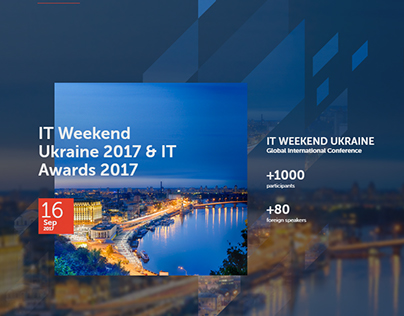 IT Weekend
Ukraine 2017 & IT
Awards 2017
16
Sep
2017
IT WEEKEND UKRAINE
Global International Conference
+1000
participants
+80
foreign speakers